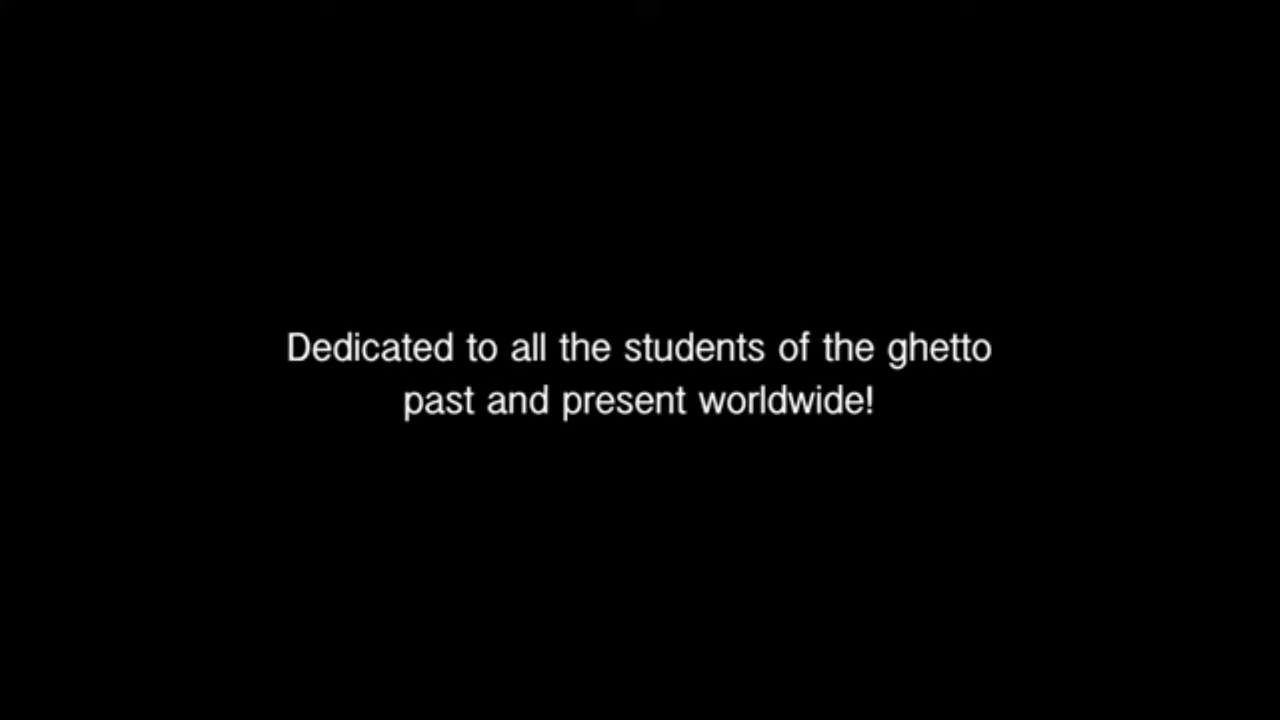 Dedicated to all the students of the ghetto
past and present worldwide!